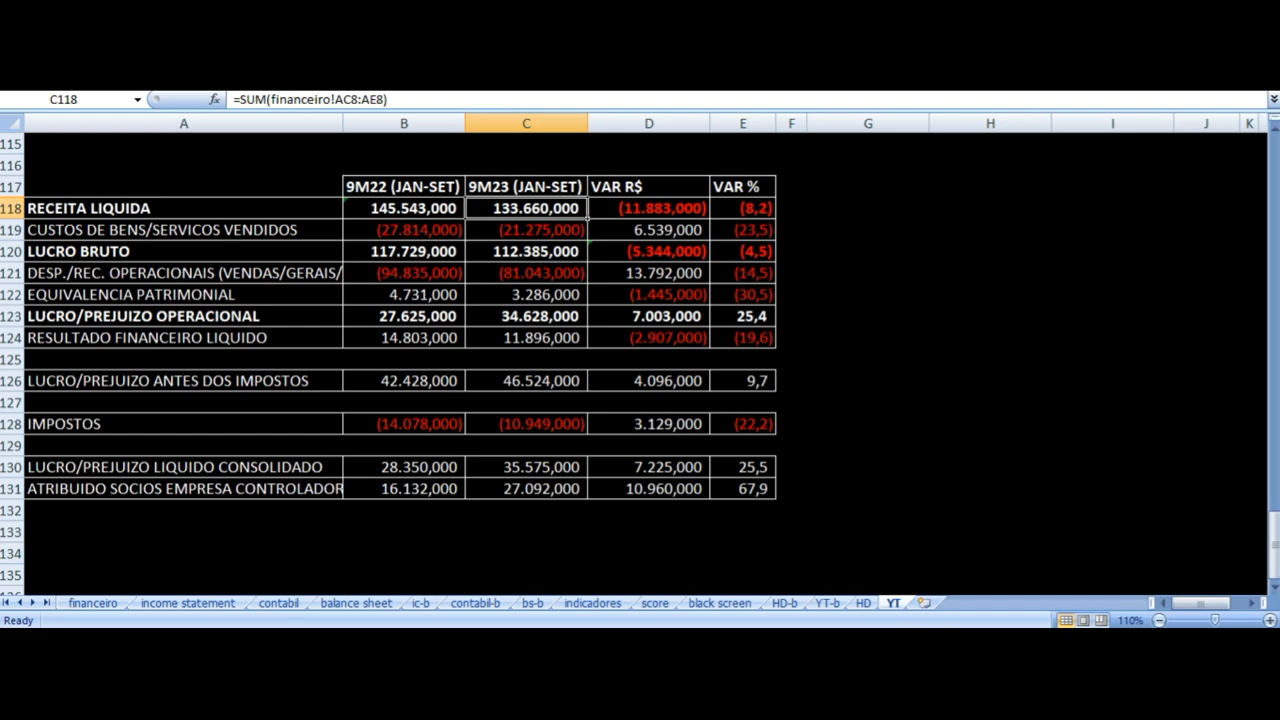 C118 fx =SUM(financeiro!AC8:AE8)
A B C D E F G H I J K
115
116
117 9M22 (JAN-SET) 9M23 (JAN-SET) VAR R$ VAR %
118 RECEITA LIQUIDA 145.543,000 133.660,000 (11.883,000) (8,2)
119 CUSTOS DE BENS/SERVICOS VENDIDOS (27.814,000) (21.275,000) 6.539,000 (23,5)
120 LUCRO BRUTO 117.729,000 112.385,000 (5.344,000) (4,5)
121 DESP./REC. OPERACIONAIS (VENDAS/GERAIS/ (94.835,000) (81.043,000) 13.792,000 (14,5)
122 EQUIVALENCIA PATRIMONIAL 4.731,000 3.286,000 (1.445,000) (30,5)
123 LUCRO/PREJUIZO OPERACIONAL 27.625,000 34.628,000 7.003,000 25,4
124 RESULTADO FINANCEIRO LIQUIDO 14.803,000 11.896,000 (2.907,000) (19,6)
125
126 LUCRO/PREJUIZO ANTES DOS IMPOSTOS 42.428,000 46.524,000 4.096,000 9,7
127
128 IMPOSTOS (14.078,000) (10.949,000) 3.129,000 (22,2)
129
130 LUCRO/PREJUIZO LIQUIDO CONSOLIDADO 28.350,000 35.575,000 7.225,000 25,5
131 ATRIBUIDO SOCIOS EMPRESA CONTROLADOR 16.132,000 27.092,000 10.960,000 67,9
132
133
134
135
financeiro income statement contabil balance sheet ic-b contabil-b bs-b indicadores score black screen HD-b YT-b HD YT
Ready 110%